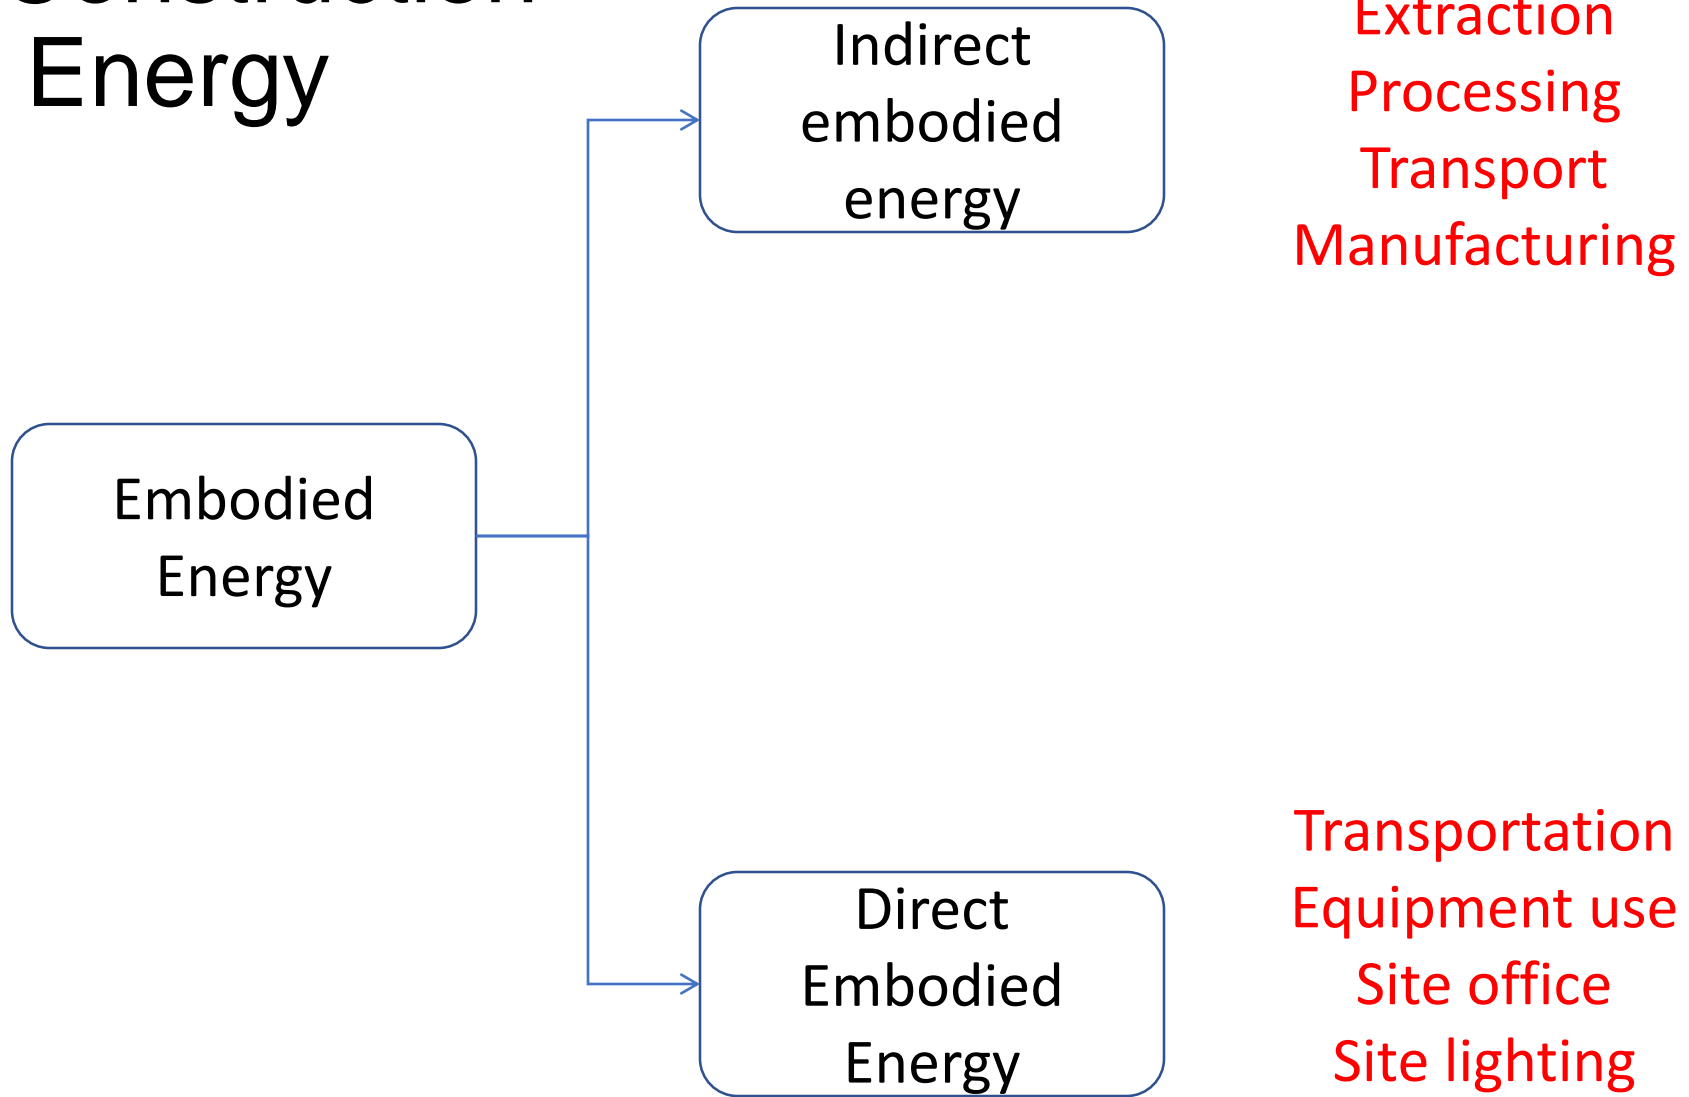 Construction
Energy
Indirect
embodied
energy
Extraction
Processing
Transport
Manufacturing
Embodied
Energy
Direct
Embodied
Energy
Transportation
Equipment use
Site office
Site lighting